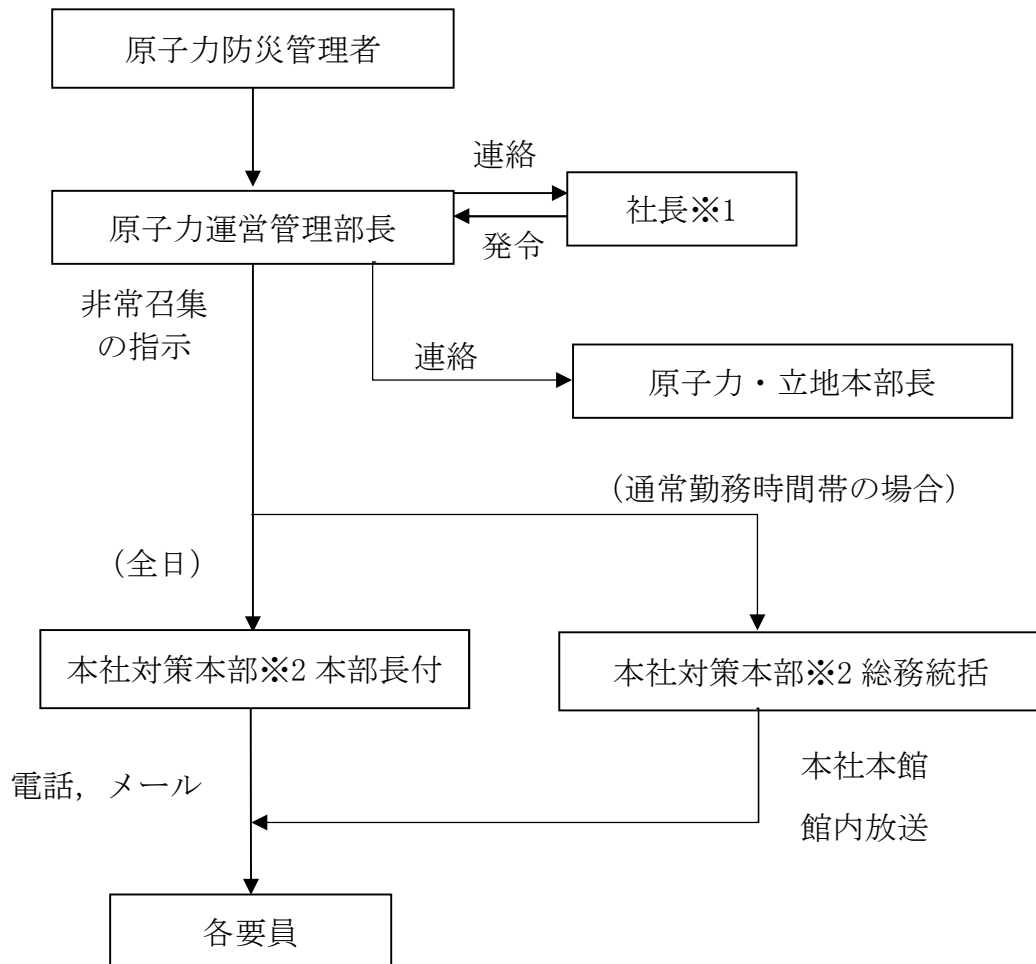 原子力防災管理者
連絡
原子力運営管理部長
社長※1
発令
非常召集
の指示
連絡
原子力・立地本部長
（通常勤務時間帯の場合）
（全日）
本社対策本部※2 本部長付
本社対策本部※2 総務統括
電話，メール
本社本館
館内放送
各要員